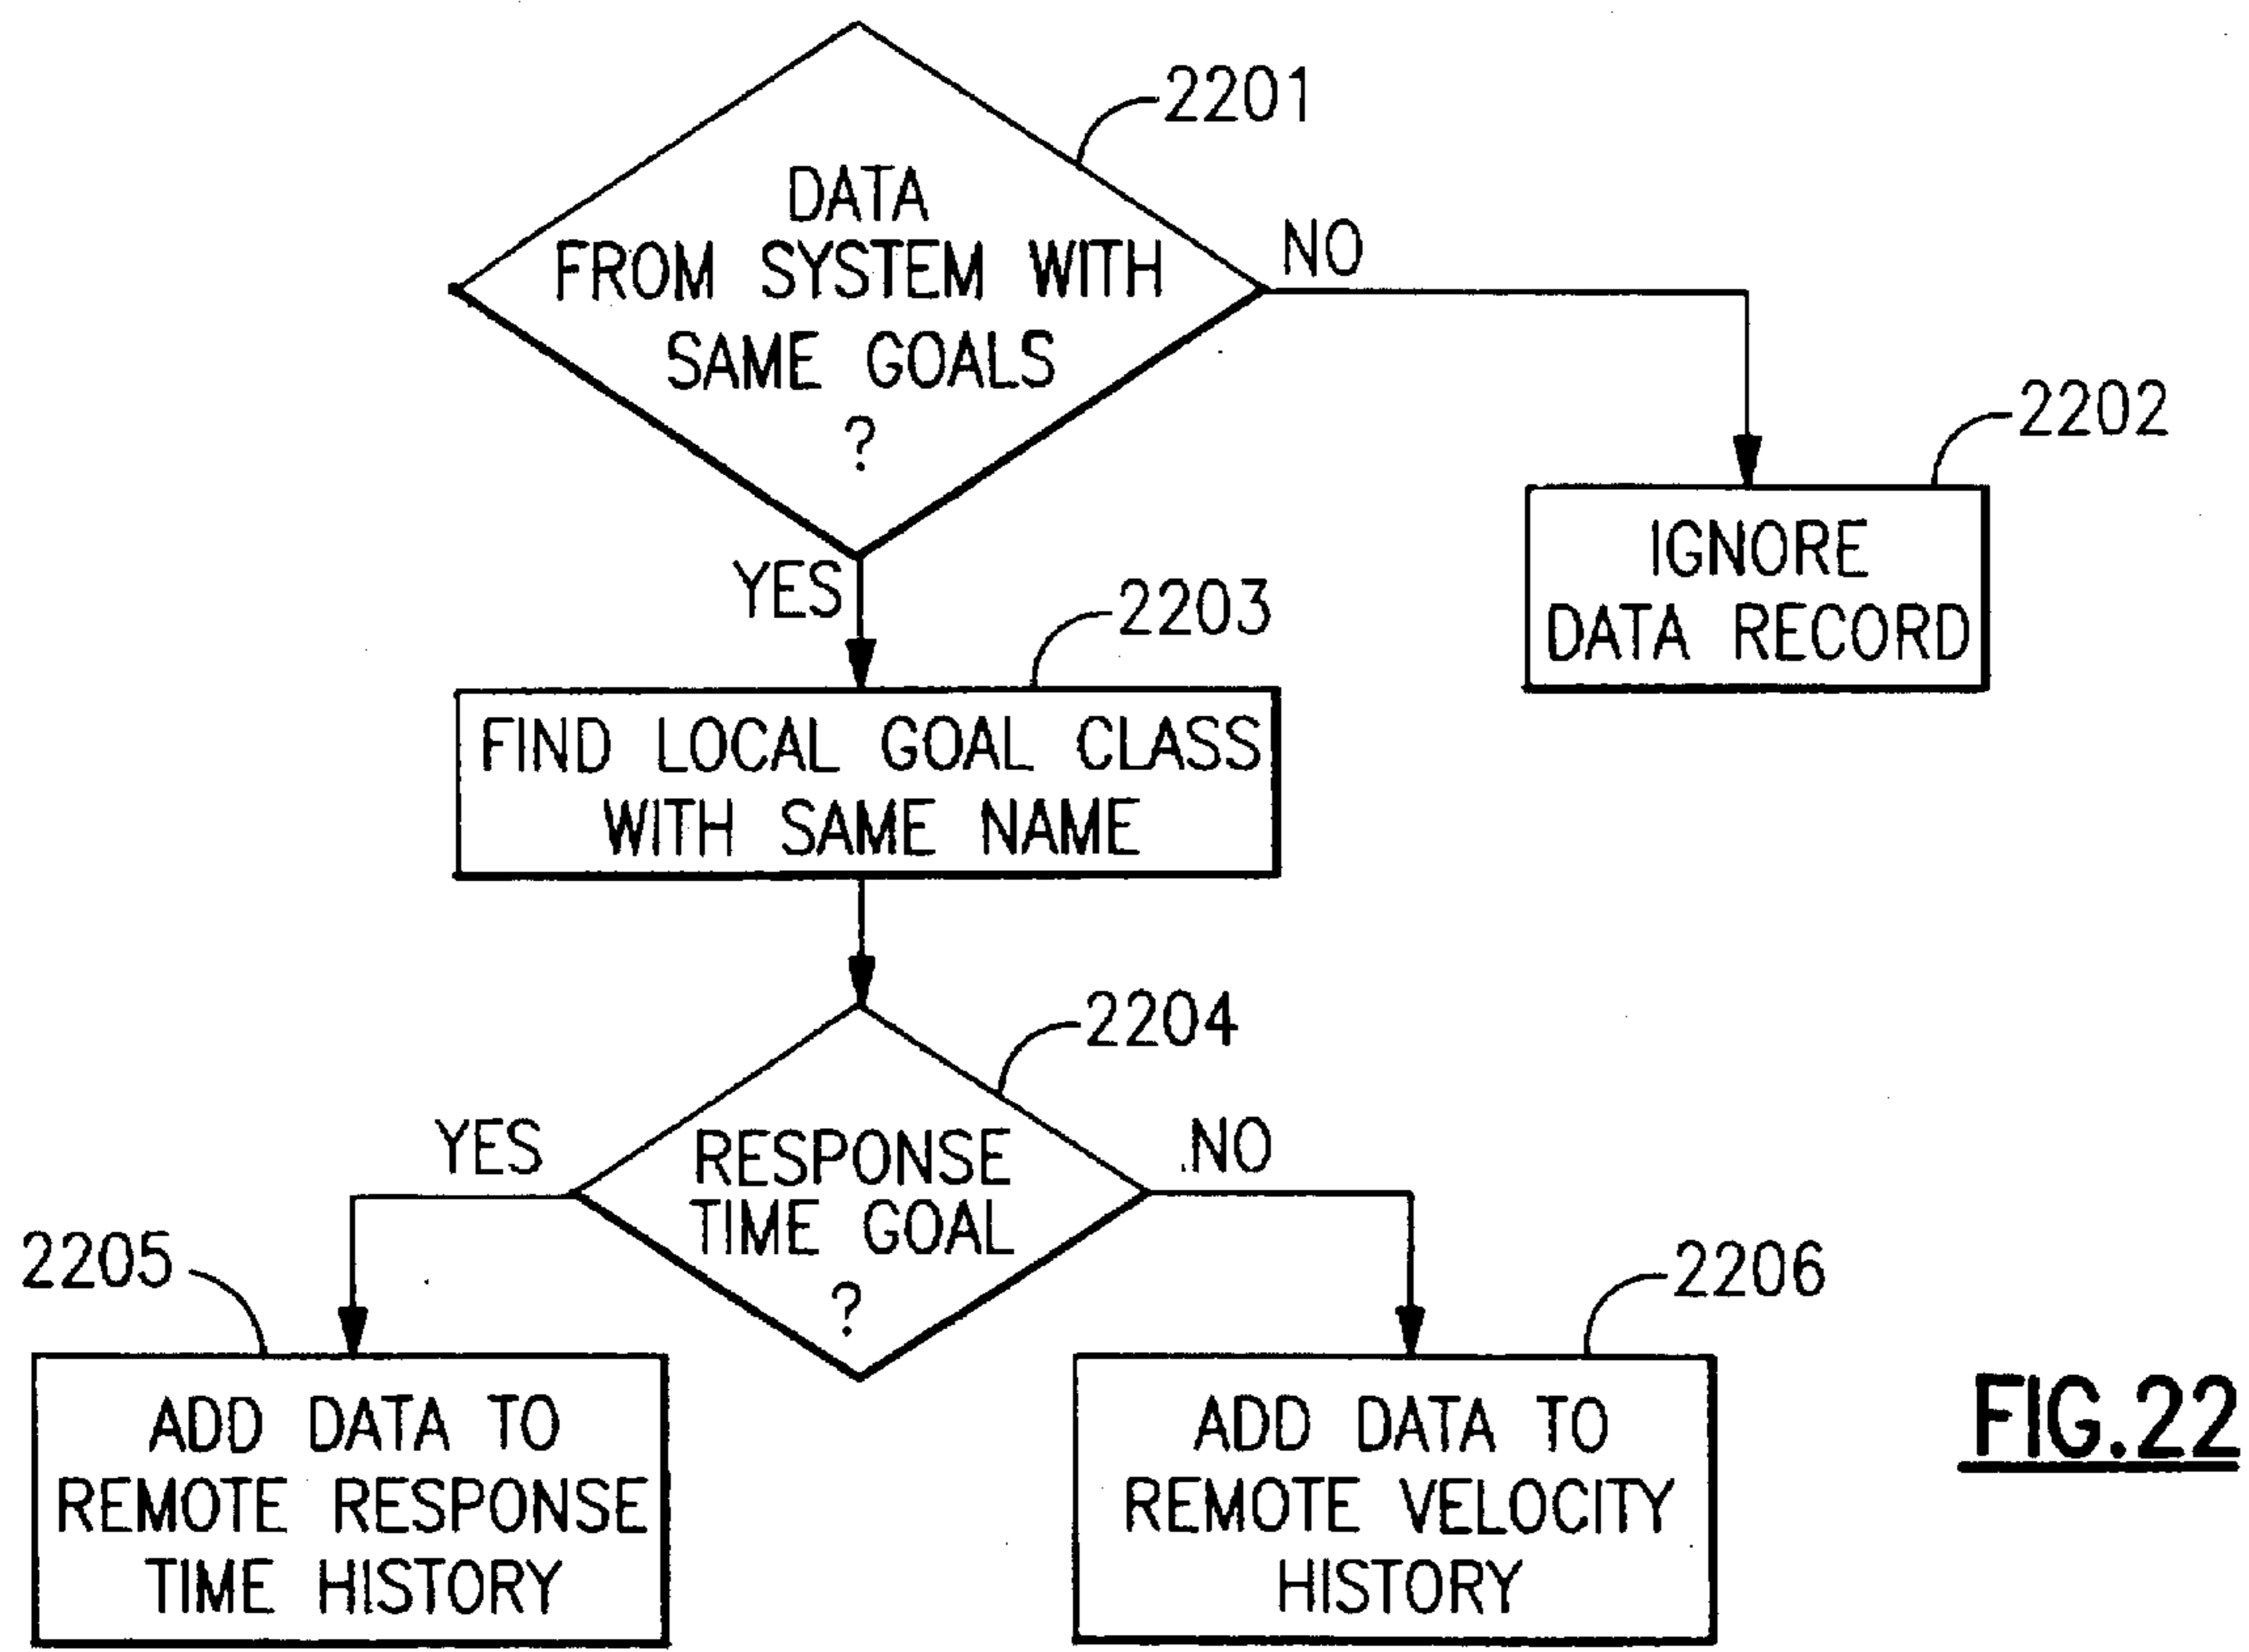 2201
DATA
FROM SYSTEM WITH
SAME GOALS
?
NO
2202
IGNORE
DATA RECORD
YES
2203
FIND LOCAL GOAL CLASS
WITH SAME NAME
2204
RESPONSE
TIME GOAL
?
YES
NO
2205
ADD DATA TO
REMOTE RESPONSE
TIME HISTORY
2206
ADD DATA TO
REMOTE VELOCITY
HISTORY
FIG.22